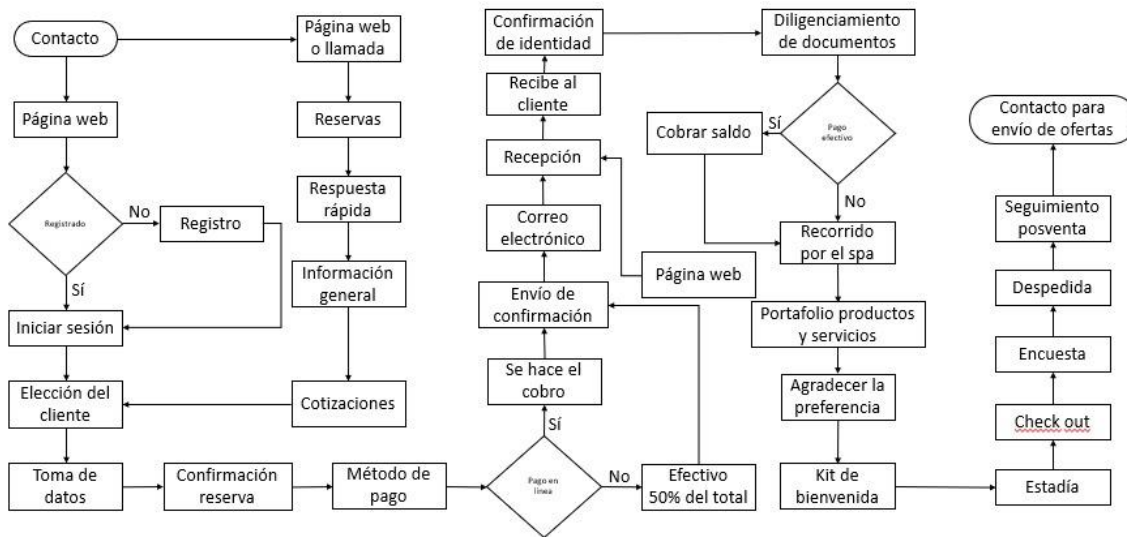 Contacto
Página web
o llamada
Página web
Reservas
Registrado
No
Registro
Respuesta
rápida
Sí
Información
general
Iniciar sesión
Elección del
cliente
Cotizaciones
Toma de
datos
Confirmación
reserva
Método de
pago
Pago en
línea
Sí
No
Se hace el
cobro
Efectivo
50% del total
Envío de
confirmación
Correo
electrónico
Página web
Recepción
Recibe al
cliente
Confirmación
de identidad
Diligenciamiento
de documentos
Pago
efectivo
Sí
Cobrar saldo
No
Recorrido
por el spa
Portafolio productos
y servicios
Agradecer la
preferencia
Kit de
bienvenida
Estadía
Check out
Encuesta
Despedida
Seguimiento
posventa
Contacto para
envío de ofertas